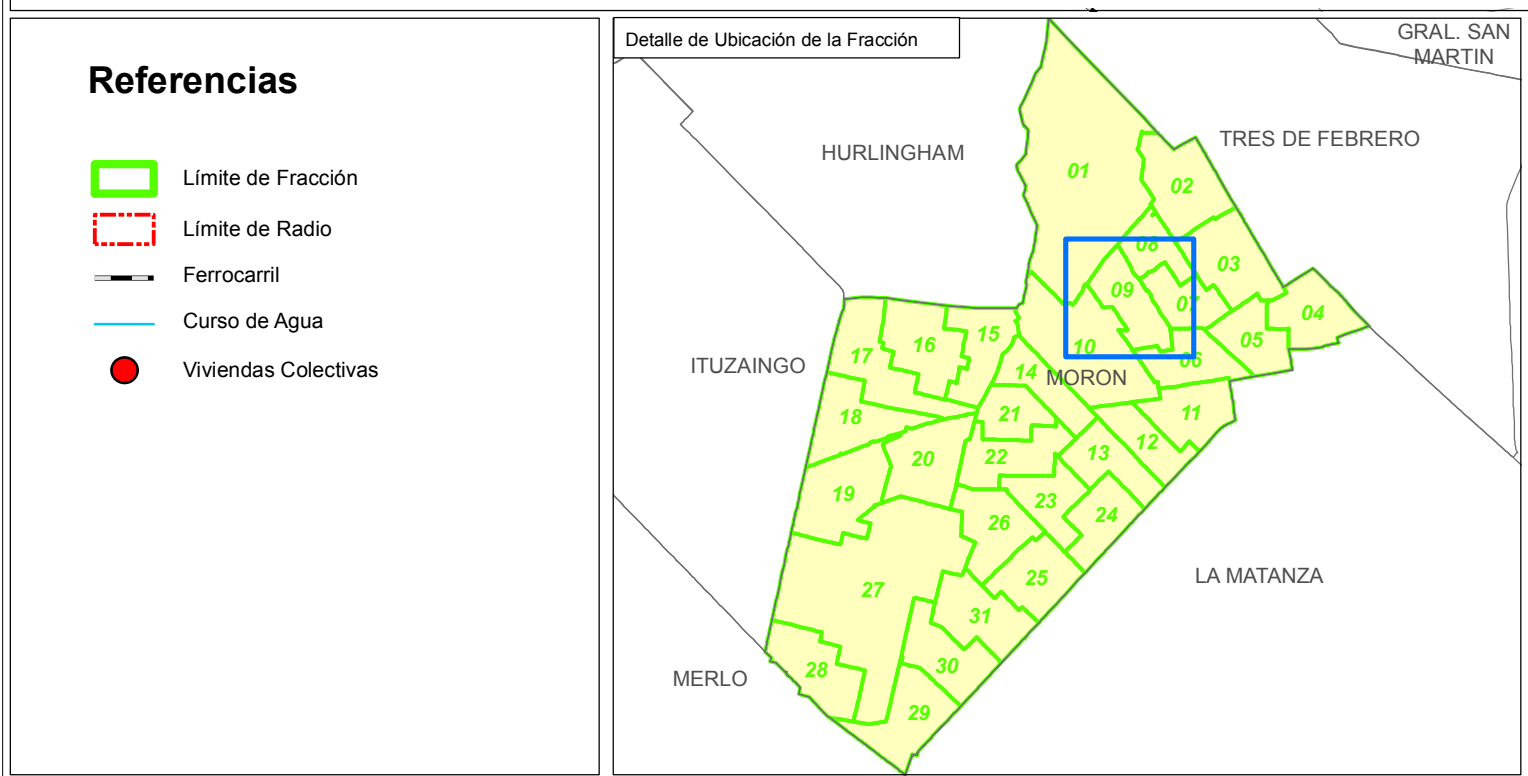 Referencias
Límite de Fracción
Límite de Radio
Ferrocarril
Curso de Agua
Viviendas Colectivas
Detalle de Ubicación de la Fracción
GRAL. SAN
MARTIN
TRES DE FEBRERO
HURLINGHAM
01
02
08
03
09
07
04
05
10
06
15
16
17
ITUZAINGO
14
MORON
18
21
11
12
13
22
20
19
23
24
26
25
LA MATANZA
27
31
30
28
MERLO
29